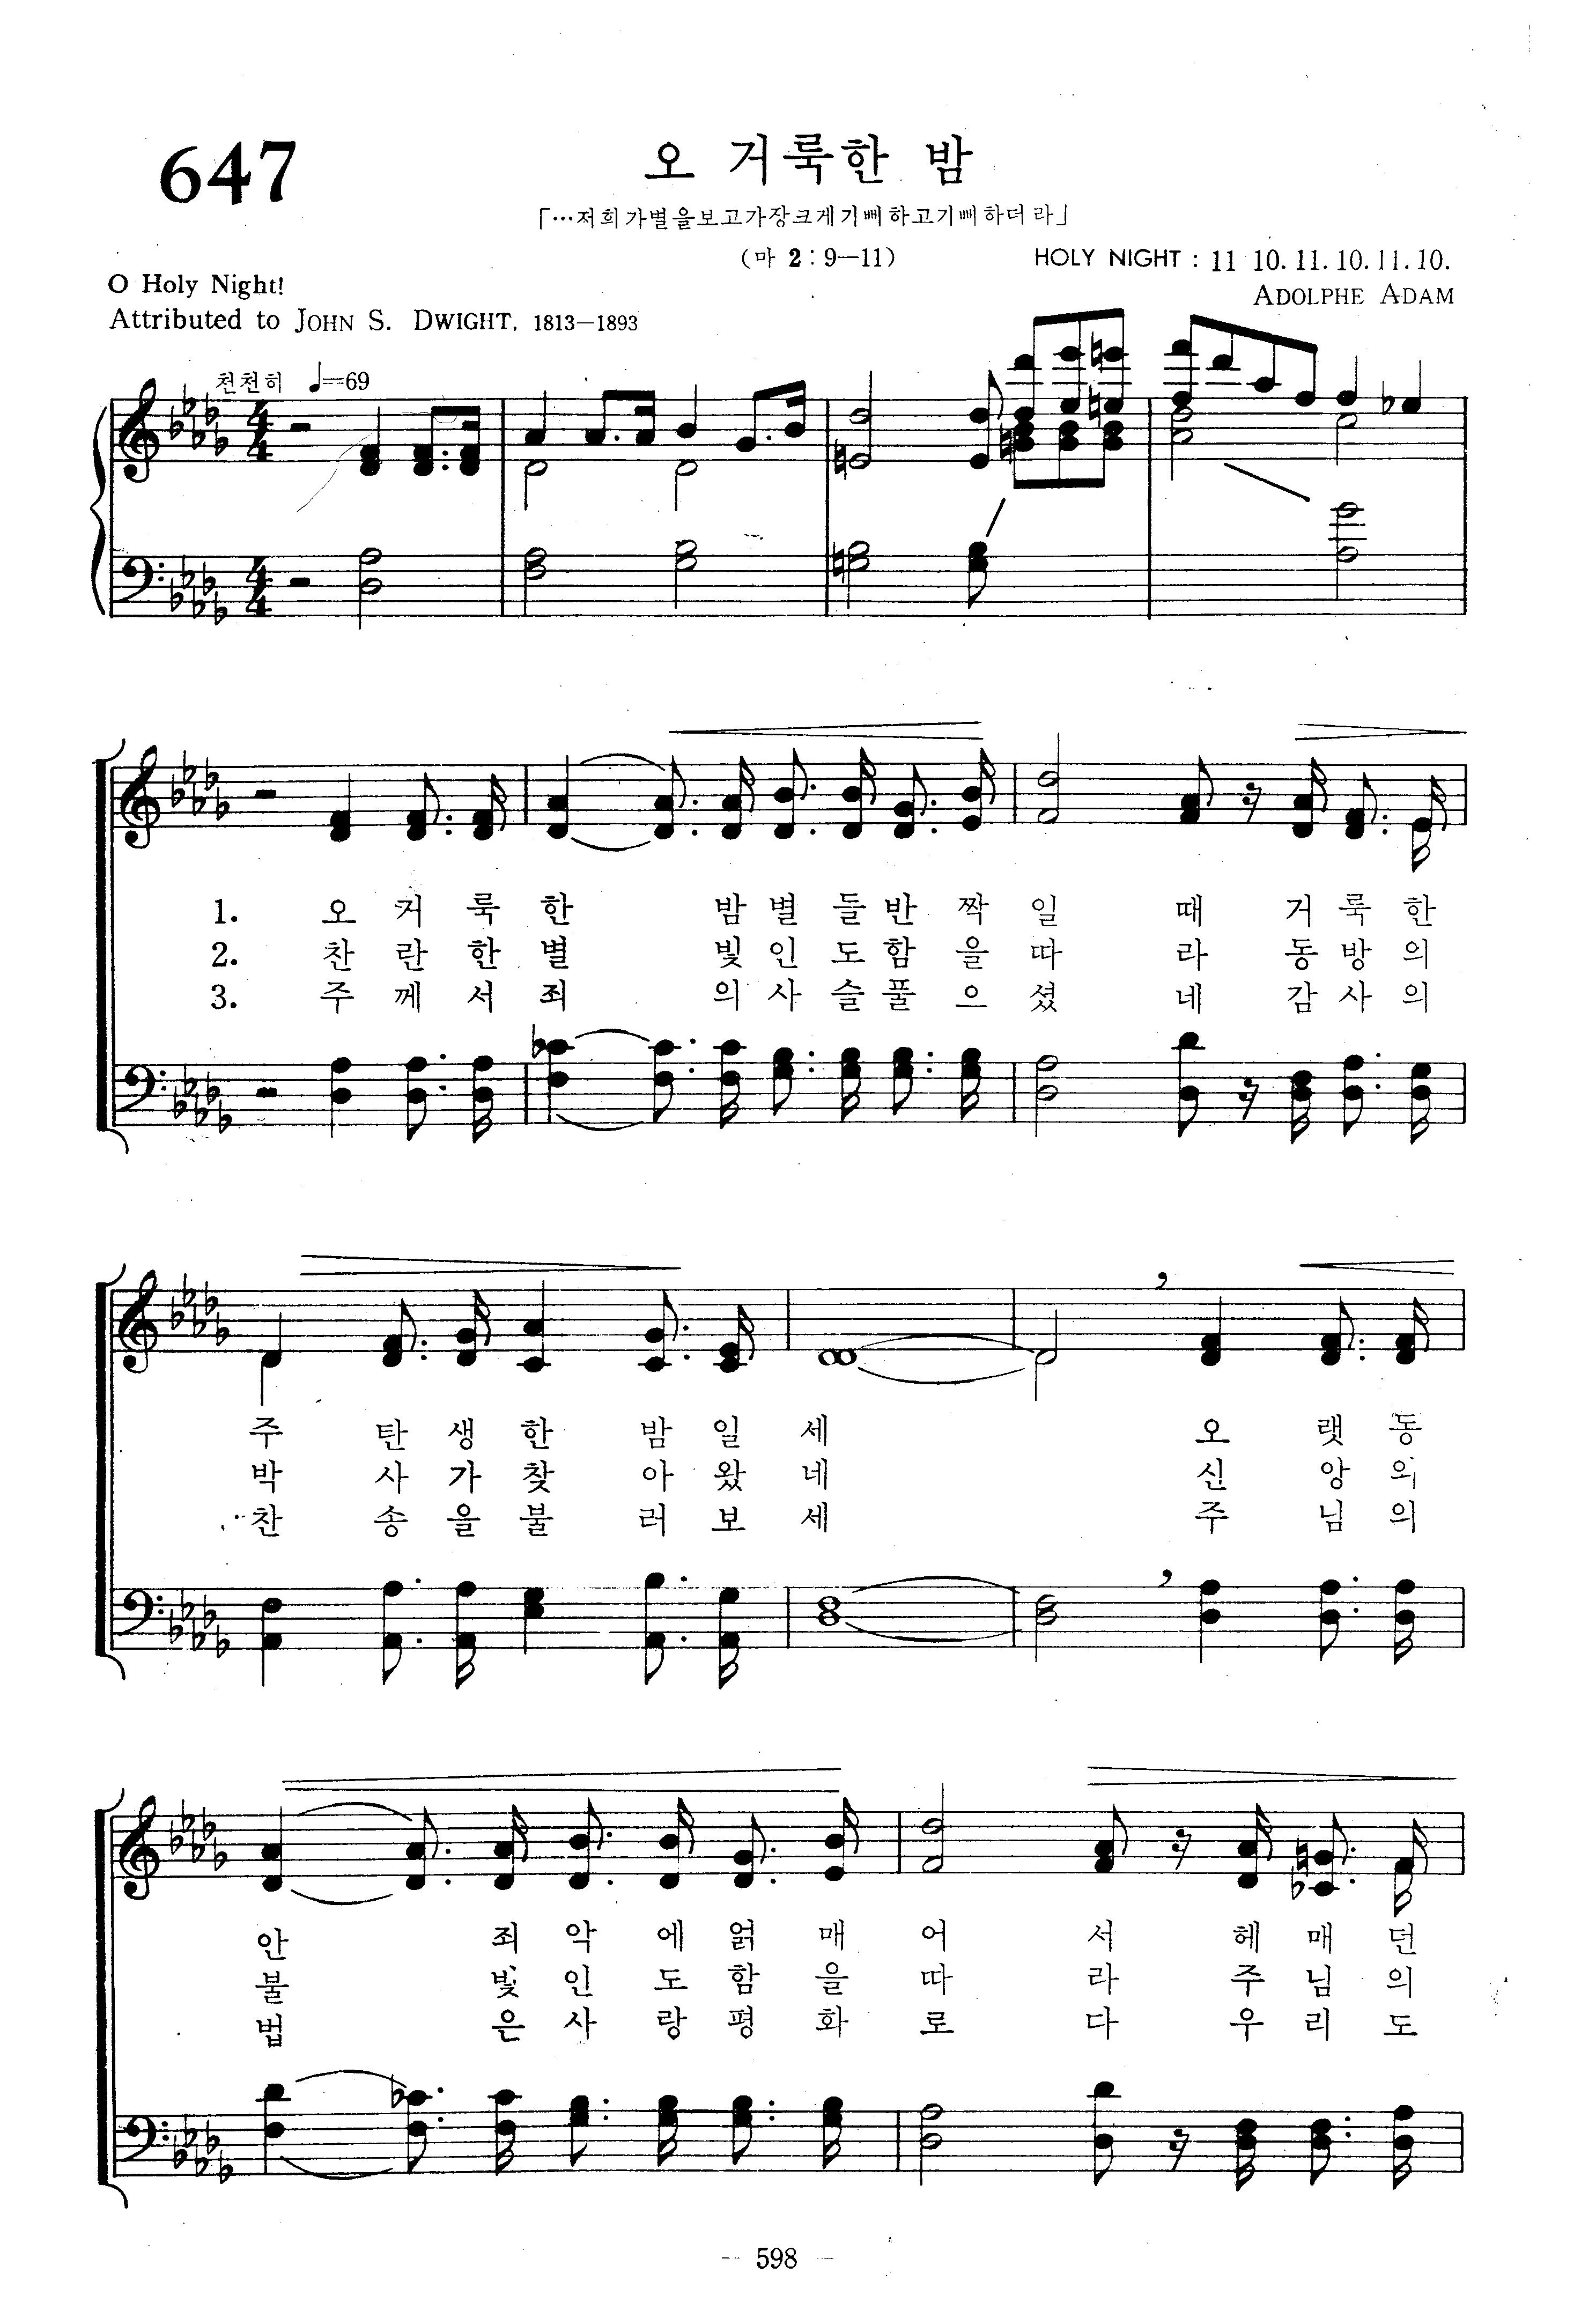 647
오 거룩한 밤
「…저희가별을보고가장크게기뻐하고기뻐하더라」
(마 2 : 9—11)
HOLY NIGHT : 11 10. 11. 10. 11. 10.
O Holy Night!
ADOLPHE ADAM
Attributed to JOHN S. DWIGHT, 1813—1893
천천히 ♩=69
1. 오 거 룩 한 밤 별 들 반 짝 일 때 거 룩 한
2. 찬 란 한 별 빛 인 도 함 을 따 라 동 방 의
3. 주 께 서 죄 의 사 슬 풀 으 셨 네 감 사 의
주 탄 생 한 밤 일 세 오 랫 동
박 사 가 찾 아 왔 네 신 앙 의
찬 송 을 불 러 보 세 주 님 의
안 죄 악 에 얽 매 어 서 헤 매 던
불 빛 인 도 함 을 따 라 주 님 의
법 은 사 랑 평 화 로 다 우 리 도
— 598 —